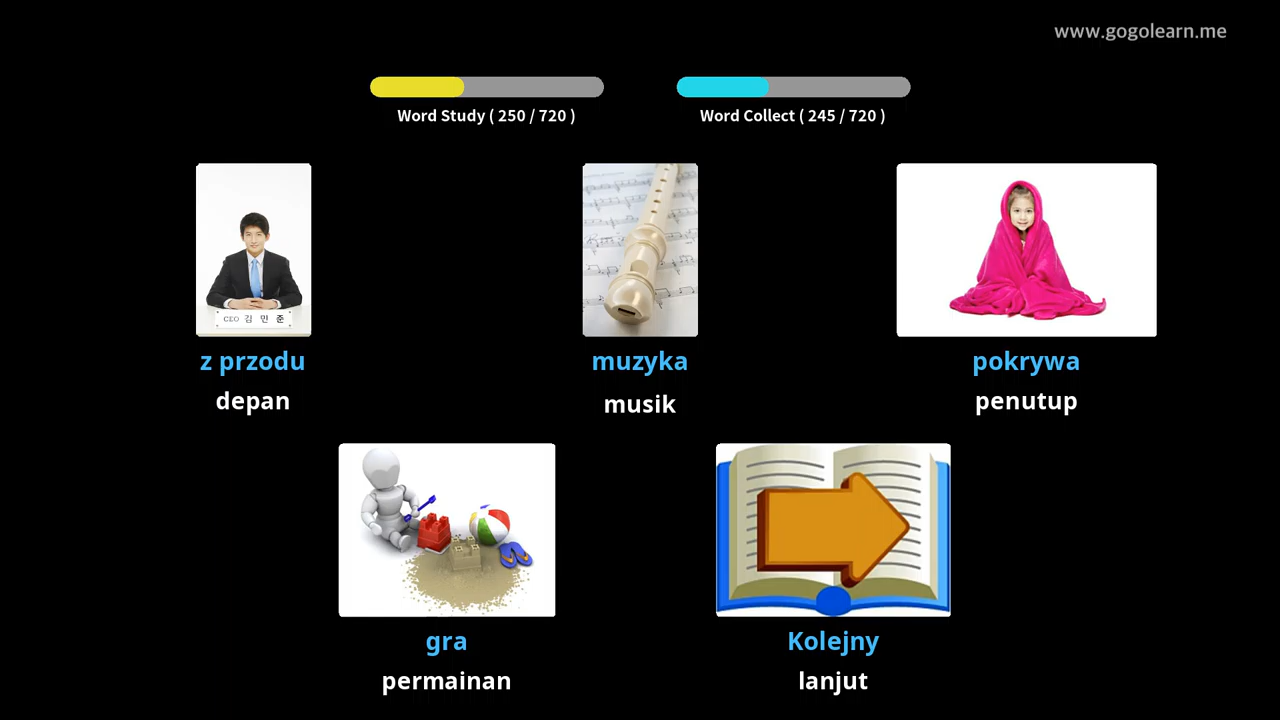 www.gogolearn.me
Word Study ( 250 / 720 )
Word Collect ( 245 / 720 )
CEO 김 민 준
z przodu
muzyka
pokrywa
depan
musik
penutup
gra
Kolejny
permainan
lanjut